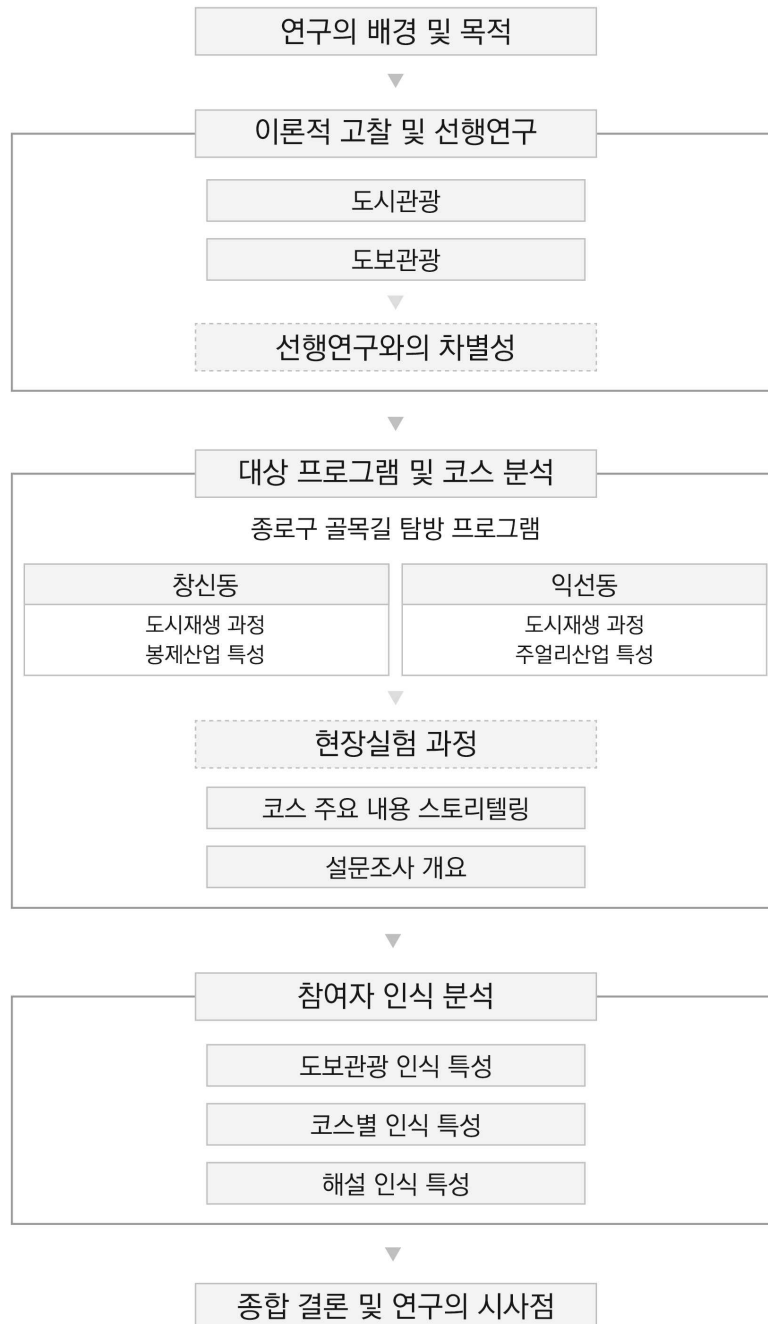 연구의 배경 및 목적
이론적 고찰 및 선행연구
도시관광
도보관광
선행연구와의 차별성
대상 프로그램 및 코스 분석
종로구 골목길 탐방 프로그램
창신동
도시재생 과정
봉제산업 특성
익선동
도시재생 과정
주얼리산업 특성
현장실험 과정
코스 주요 내용 스토리텔링
설문조사 개요
참여자 인식 분석
도보관광 인식 특성
코스별 인식 특성
해설 인식 특성
종합 결론 및 연구의 시사점